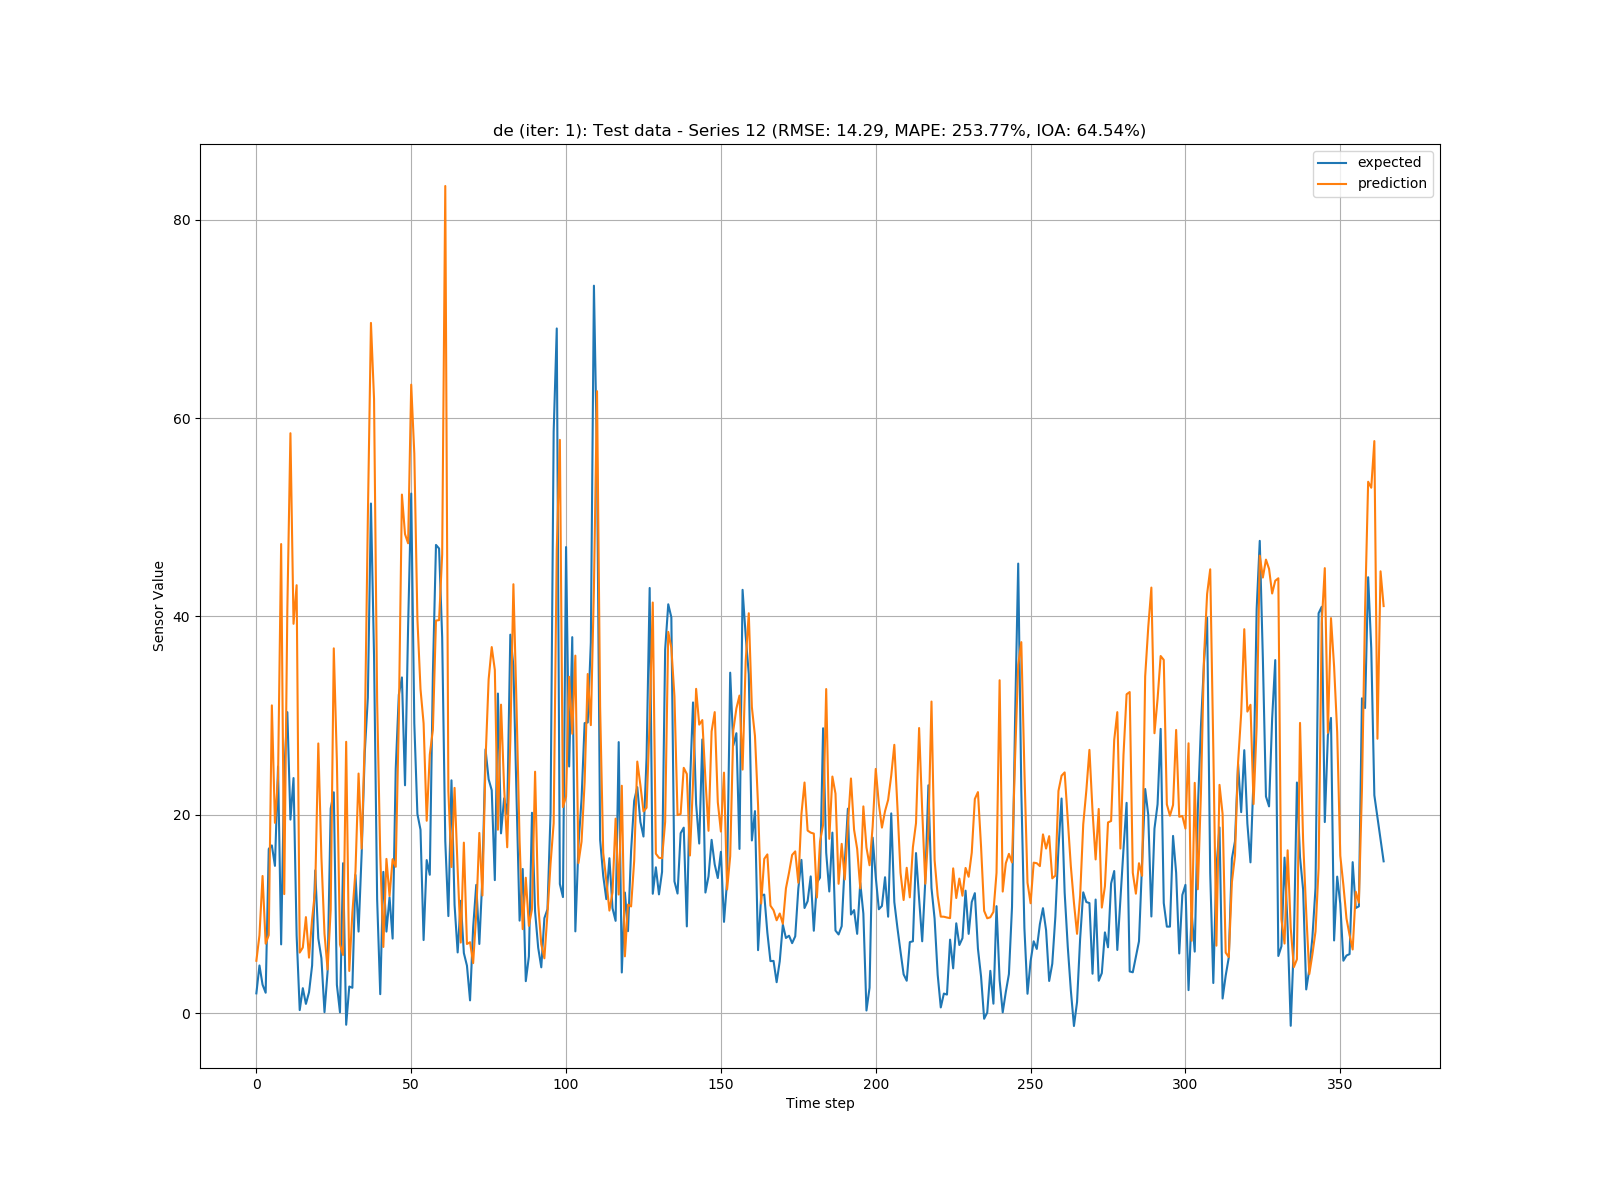 de (iter: 1): Test data - Series 12 (RMSE: 14.29, MAPE: 253.77%, IOA: 64.54%)
expected
prediction
80
60
40
20
0
Sensor Value
0 50 100 150 200 250 300 350
Time step